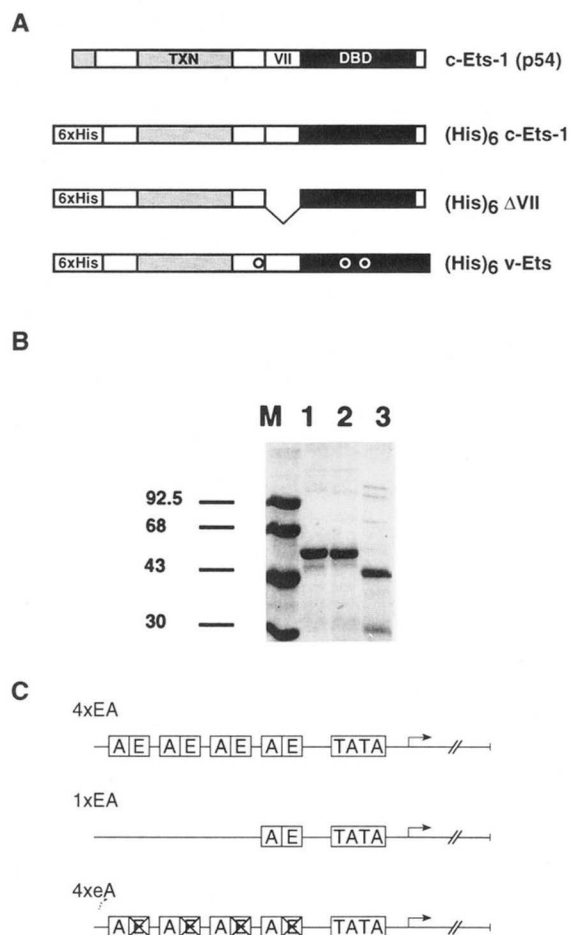 A
TXN VII DBD c-Ets-1 (p54)
6xHis (His)6 c-Ets-1
6xHis (His)6 ΔVII
6xHis (His)6 v-Ets
B
M 1 2 3
92.5
68
43
30
C
4xEA
A E A E A E A E TATA
1xEA
A E TATA
4xeA
A E A E A E A E TATA